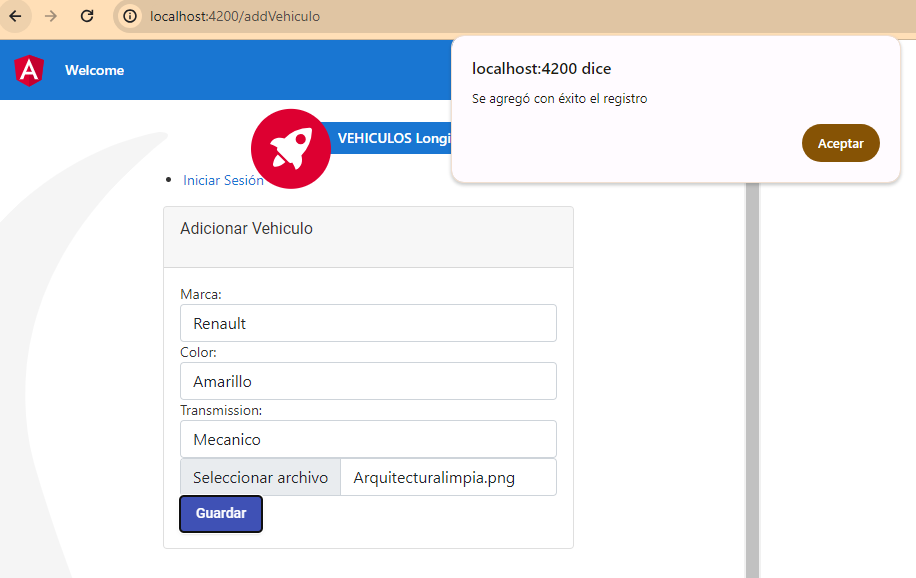 localhost:4200/addVehiculo
A Welcome
localhost:4200 dice
Se agregó con éxito el registro
Aceptar
VEHICULOS Longi
Iniciar Sesión
Adicionar Vehiculo
Marca:
Renault
Color:
Amarillo
Transmission:
Mecanico
Seleccionar archivo Arquitecturalimpia.png
Guardar